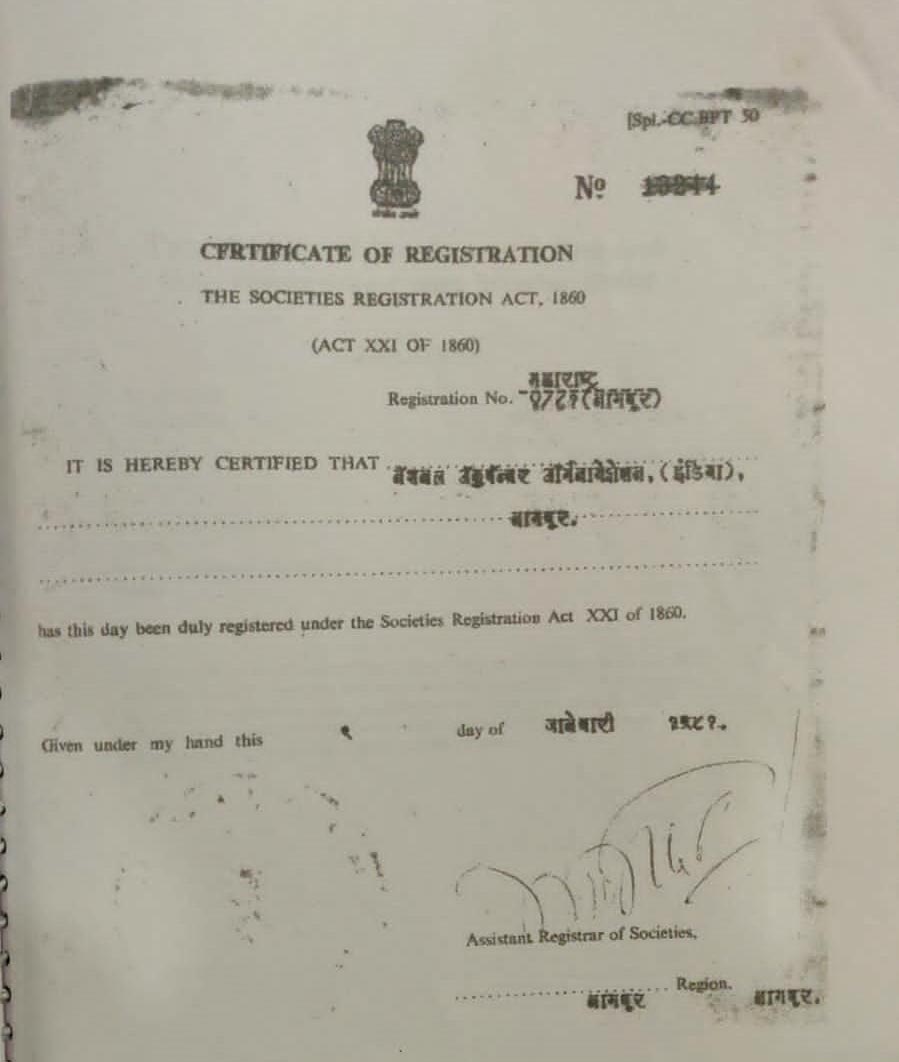 [Spl.-CC.BPT 50
No
CERTIFICATE OF REGISTRATION
THE SOCIETIES REGISTRATION ACT, 1860
(ACT XXI OF 1860)
महाराष्ट्र
Registration No. (नागपूर)
IT IS HEREBY CERTIFIED THAT (इंडिया),
नागपूर.
has this day been duly registered under the Societies Registration Act XXI of 1860.
Given under my hand this day of जानेवारी १९८१.
Assistant Registrar of Societies,
Region.
नागपूर नागपूर.